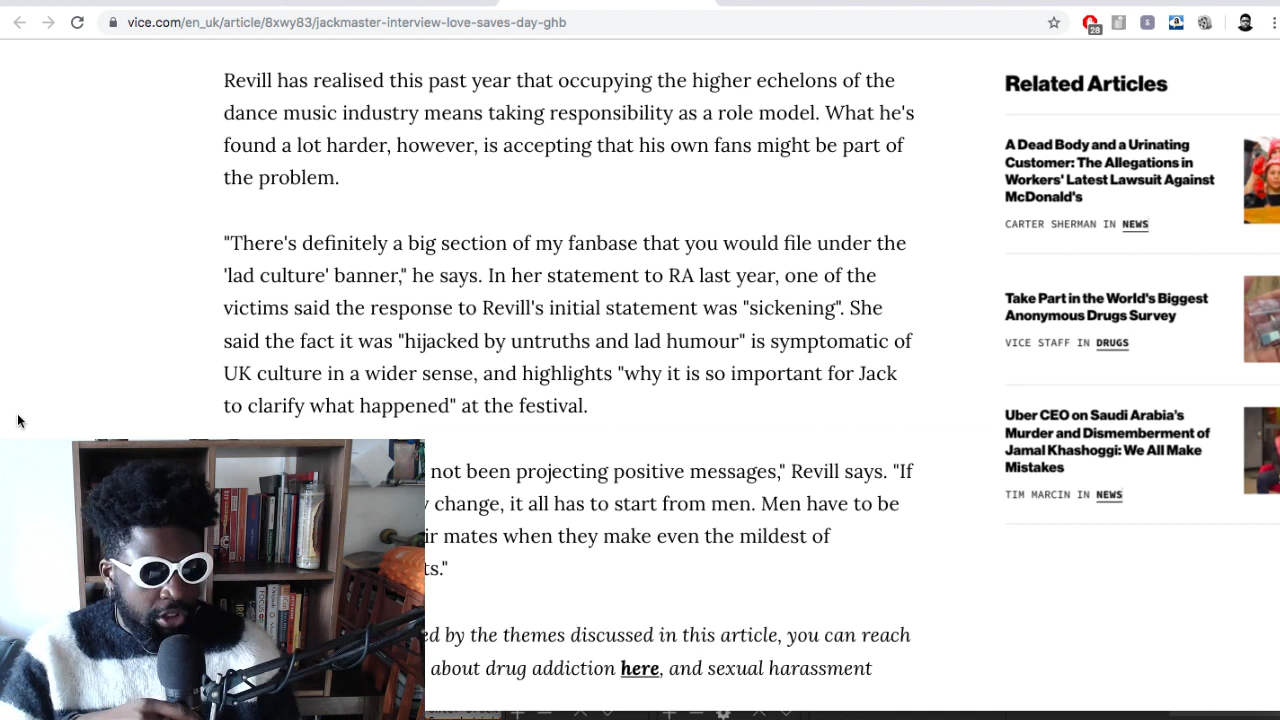 vice.com/en_uk/article/8xwy83/jackmaster-interview-love-saves-day-ghb
28
Revill has realised this past year that occupying the higher echelons of the
dance music industry means taking responsibility as a role model. What he's
found a lot harder, however, is accepting that his own fans might be part of
the problem.
"There's definitely a big section of my fanbase that you would file under the
'lad culture' banner," he says. In her statement to RA last year, one of the
victims said the response to Revill's initial statement was "sickening". She
said the fact it was "hijacked by untruths and lad humour" is symptomatic of
UK culture in a wider sense, and highlights "why it is so important for Jack
to clarify what happened" at the festival.
not been projecting positive messages," Revill says. "If
change, it all has to start from men. Men have to be
ir mates when they make even the mildest of
ts."
ed by the themes discussed in this article, you can reach
about drug addiction here, and sexual harassment
Related Articles
A Dead Body and a Urinating
Customer: The Allegations in
Workers' Latest Lawsuit Against
McDonald's
CARTER SHERMAN IN NEWS
Take Part in the World's Biggest
Anonymous Drugs Survey
VICE STAFF IN DRUGS
Uber CEO on Saudi Arabia's
Murder and Dismemberment of
Jamal Khashoggi: We All Make
Mistakes
TIM MARCIN IN NEWS